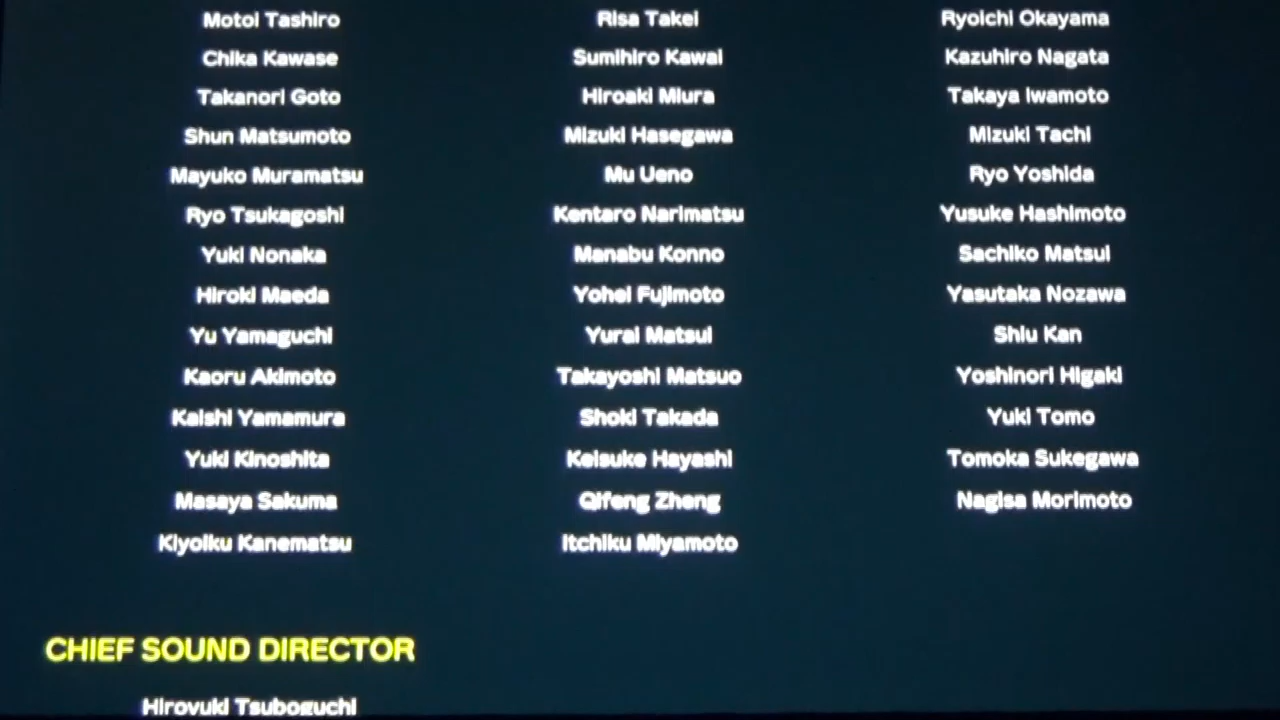 Motoi Tashiro Risa Takei Ryoichi Okayama
Chika Kawase Sumihiro Kawai Kazuhiro Nagata
Takanori Goto Hiroaki Miura Takaya Iwamoto
Shun Matsumoto Mizuki Hasegawa Mizuki Tachi
Mayuko Muramatsu Mu Ueno Ryo Yoshida
Ryo Tsukagoshi Kentaro Narimatsu Yusuke Hashimoto
Yuki Nonaka Manabu Konno Sachiko Matsui
Hiroki Maeda Yohei Fujimoto Yasutaka Nozawa
Yu Yamaguchi Yurai Matsui Shiu Kan
Kaoru Akimoto Takayoshi Matsuo Yoshinori Higaki
Kaishi Yamamura Shoki Takada Yuki Tomo
Yuki Kinoshita Keisuke Hayashi Tomoka Sukegawa
Masaya Sakuma Qifeng Zheng Nagisa Morimoto
Kiyoiku Kanematsu Itchiku Miyamoto
CHIEF SOUND DIRECTOR
Hiroyuki Tsuboguchi